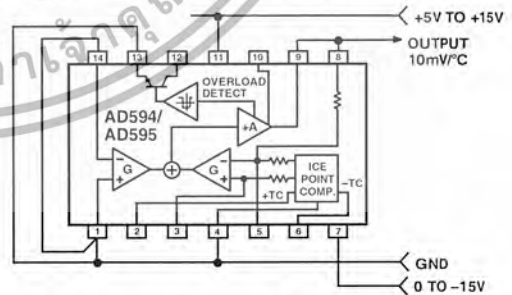 +5V TO +15V
OUTPUT
10mV/°C
14 13 12 11 10 9 8
OVERLOAD
DETECT
AD594/
AD595
+A
– G +
– G +
ICE
POINT
COMP.
+TC
–TC
1 2 3 4 5 6 7
GND
0 TO –15V